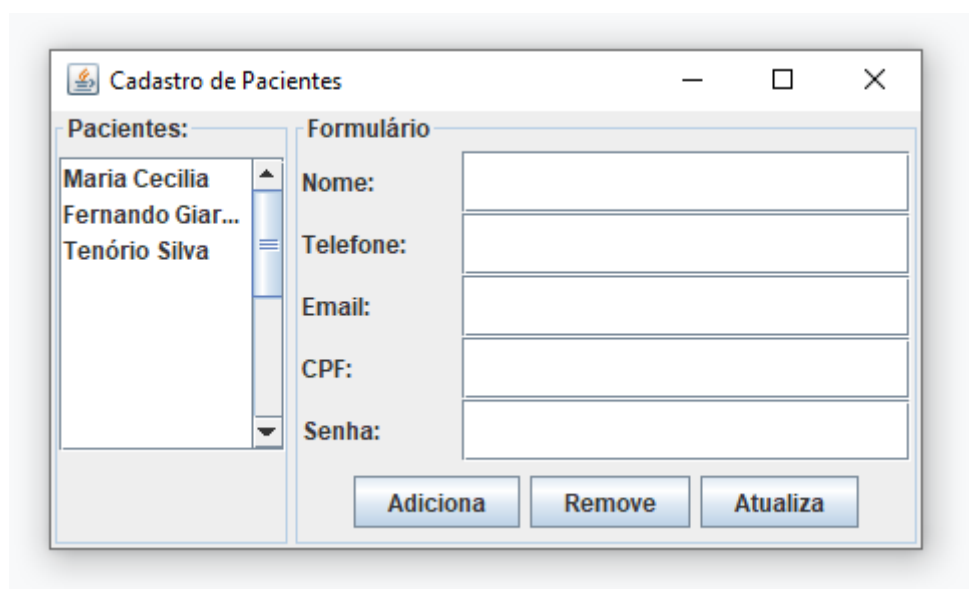 Cadastro de Pacientes
Pacientes:
Maria Cecilia
Fernando Giar...
Tenório Silva
Formulário
Nome:
Telefone:
Email:
CPF:
Senha:
Adiciona Remove Atualiza